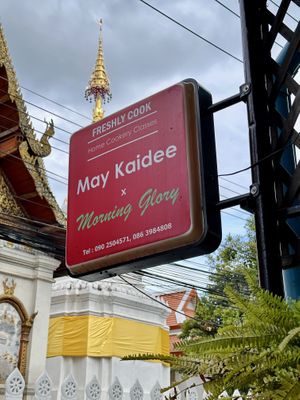 FRESHLY COOK
Home Cookery Classes
May Kaidee
x
Morning Glory
Tel : 090 2504571, 086 3984808